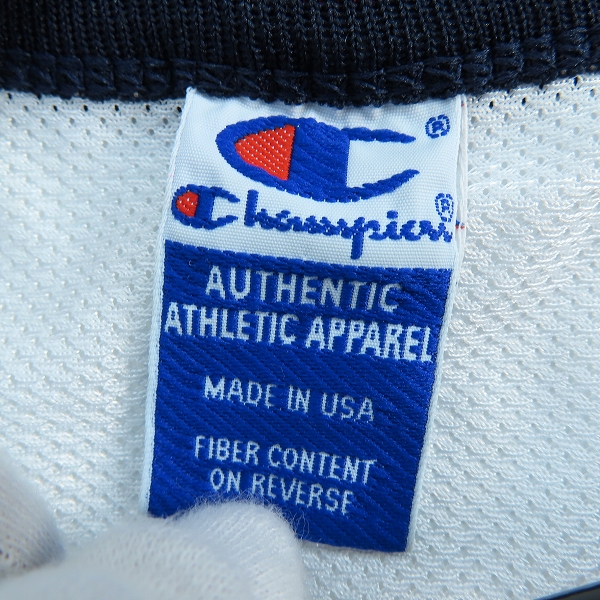 ®
Champion®
AUTHENTIC
ATHLETIC APPAREL
MADE IN USA
FIBER CONTENT
ON REVERSE